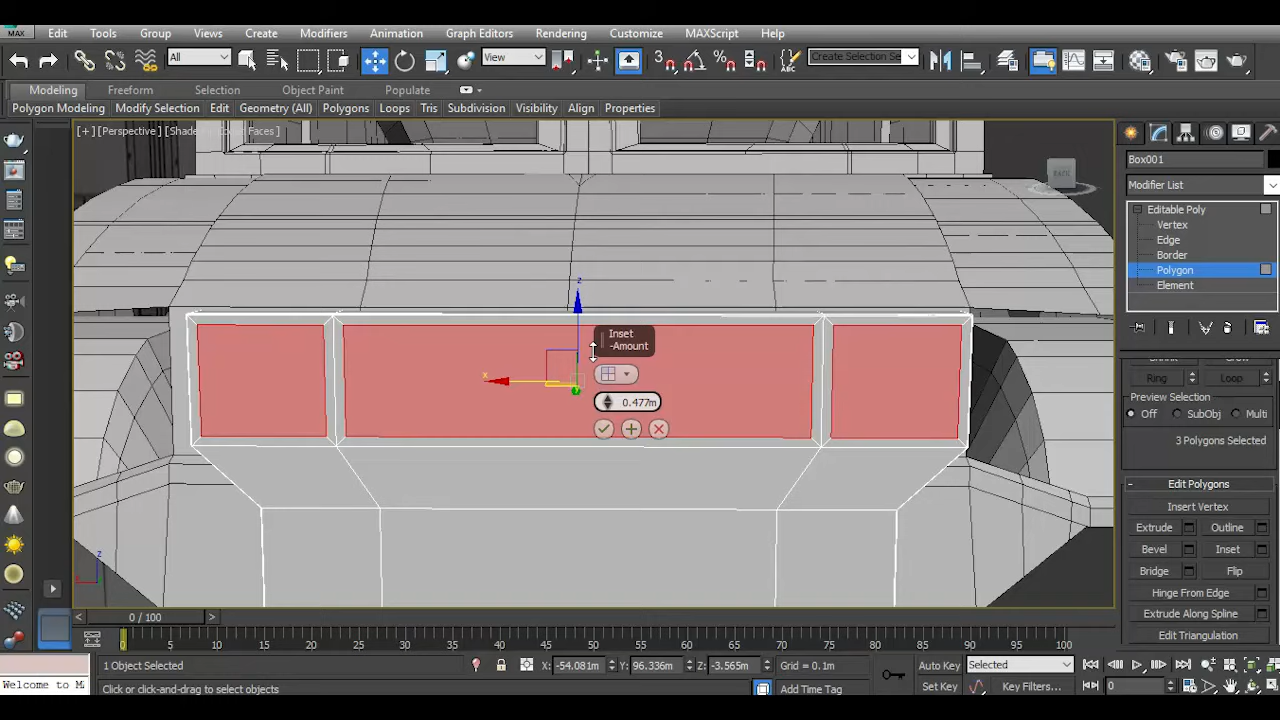 MAX Edit Tools Group Views Create Modifiers Animation Graph Editors Rendering Customize MAXScript Help
All View Create Selection Se
Modeling Freeform Selection Object Paint Populate
Polygon Modeling Modify Selection Edit Geometry (All) Polygons Loops Tris Subdivision Visibility Align Properties
[+] [Perspective]
BACK
Box001
Modifier List
Editable Poly
Vertex
Edge
Border
Polygon
Element
z
Inset
-Amount
x
0.477m
Shrink Grow
Ring Loop
Preview Selection
Off SubObj Multi
3 Polygons Selected
Edit Polygons
Insert Vertex
Extrude Outline
Bevel Inset
Bridge Flip
Hinge From Edge
Extrude Along Spline
Edit Triangulation
z
0 / 100
0 5 10 15 20 25 30 35 40 45 50 55 60 65 70 75 80 85 90 95 100
1 Object Selected X: -54.081m Y: 96.336m Z: -3.565m Grid = 0.1m Auto Key Selected
Welcome to M Click or click-and-drag to select objects Add Time Tag Set Key Key Filters... 0